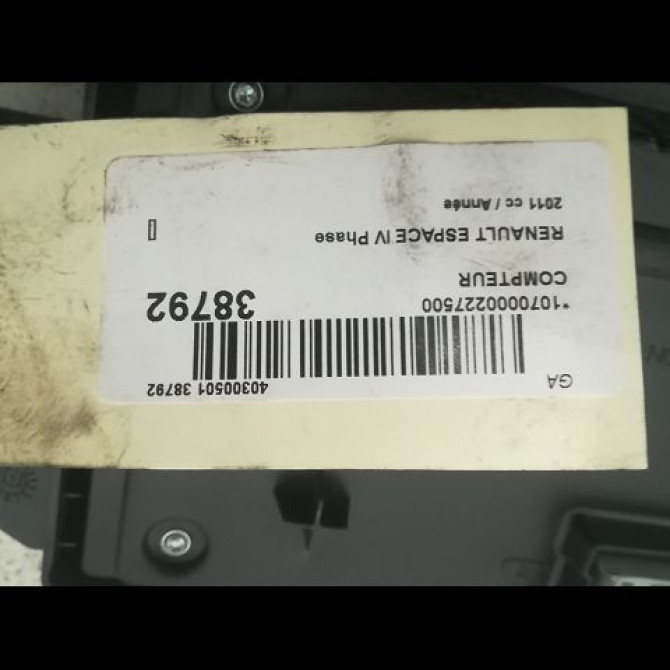 GA
40300501 38792
*1070000227500
38792
COMPTEUR
RENAULT ESPACE IV Phase
2011 cc / Année